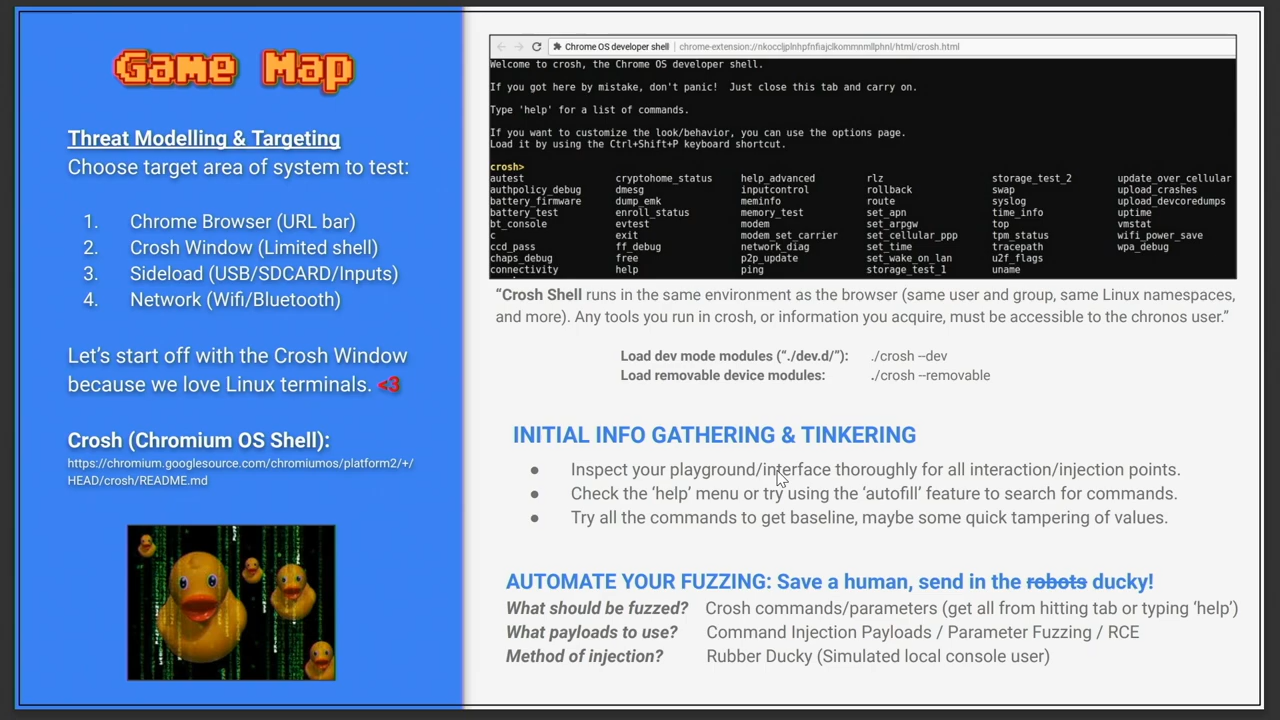 Game Map
Threat Modelling & Targeting
Choose target area of system to test:
1. Chrome Browser (URL bar)
2. Crosh Window (Limited shell)
3. Sideload (USB/SDCARD/Inputs)
4. Network (Wifi/Bluetooth)
Let's start off with the Crosh Window
because we love Linux terminals. <3
Crosh (Chromium OS Shell):
https://chromium.googlesource.com/chromiumos/platform2/+/
HEAD/crosh/README.md
Chrome OS developer shell | chrome-extension://nkoccljplnhpfnfiajclkommnmllphnl/html/crosh.html
Welcome to crosh, the Chrome OS developer shell.
If you got here by mistake, don't panic!  Just close this tab and carry on.
Type 'help' for a list of commands.
If you want to customize the look/behavior, you can use the options page.
Load it by using the Ctrl+Shift+P keyboard shortcut.
crosh>
autest cryptohome_status help_advanced rlz storage_test_2 update_over_cellular
authpolicy_debug dmesg inputcontrol rollback swap upload_crashes
battery_firmware dump_emk meminfo route syslog upload_devcoredumps
battery_test enroll_status memory_test set_apn time_info uptime
bt_console evtest modem set_arpgw top vmstat
c exit modem_set_carrier set_cellular_ppp tpm_status wifi_power_save
ccd_pass ff_debug network_diag set_time tracepath wpa_debug
chaps_debug free p2p_update set_wake_on_lan u2f_flags
connectivity help ping storage_test_1 uname
“Crosh Shell runs in the same environment as the browser (same user and group, same Linux namespaces,
and more). Any tools you run in crosh, or information you acquire, must be accessible to the chronos user.”
Load dev mode modules (“./dev.d/”): ./crosh --dev
Load removable device modules: ./crosh --removable
INITIAL INFO GATHERING & TINKERING
● Inspect your playground/interface thoroughly for all interaction/injection points.
● Check the ‘help’ menu or try using the ‘autofill’ feature to search for commands.
● Try all the commands to get baseline, maybe some quick tampering of values.
AUTOMATE YOUR FUZZING: Save a human, send in the robots ducky!
What should be fuzzed? Crosh commands/parameters (get all from hitting tab or typing ‘help’)
What payloads to use? Command Injection Payloads / Parameter Fuzzing / RCE
Method of injection? Rubber Ducky (Simulated local console user)